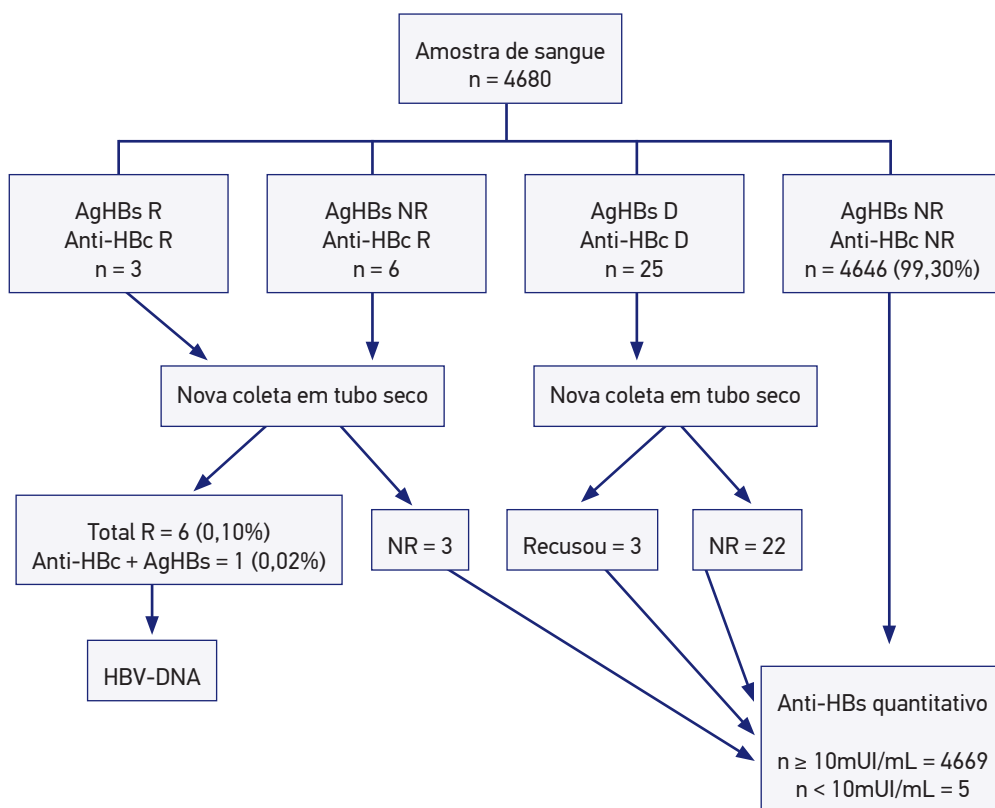 Amostra de sangue
n = 4680
AgHBs R
Anti-HBc R
n = 3
AgHBs NR
Anti-HBc R
n = 6
AgHBs D
Anti-HBc D
n = 25
AgHBs NR
Anti-HBc NR
n = 4646 (99,30%)
Nova coleta em tubo seco
Nova coleta em tubo seco
Total R = 6 (0,10%)
Anti-HBc + AgHBs = 1 (0,02%)
NR = 3
Recusou = 3
NR = 22
HBV-DNA
Anti-HBs quantitativo
n ≥ 10mUI/mL = 4669
n < 10mUI/mL = 5